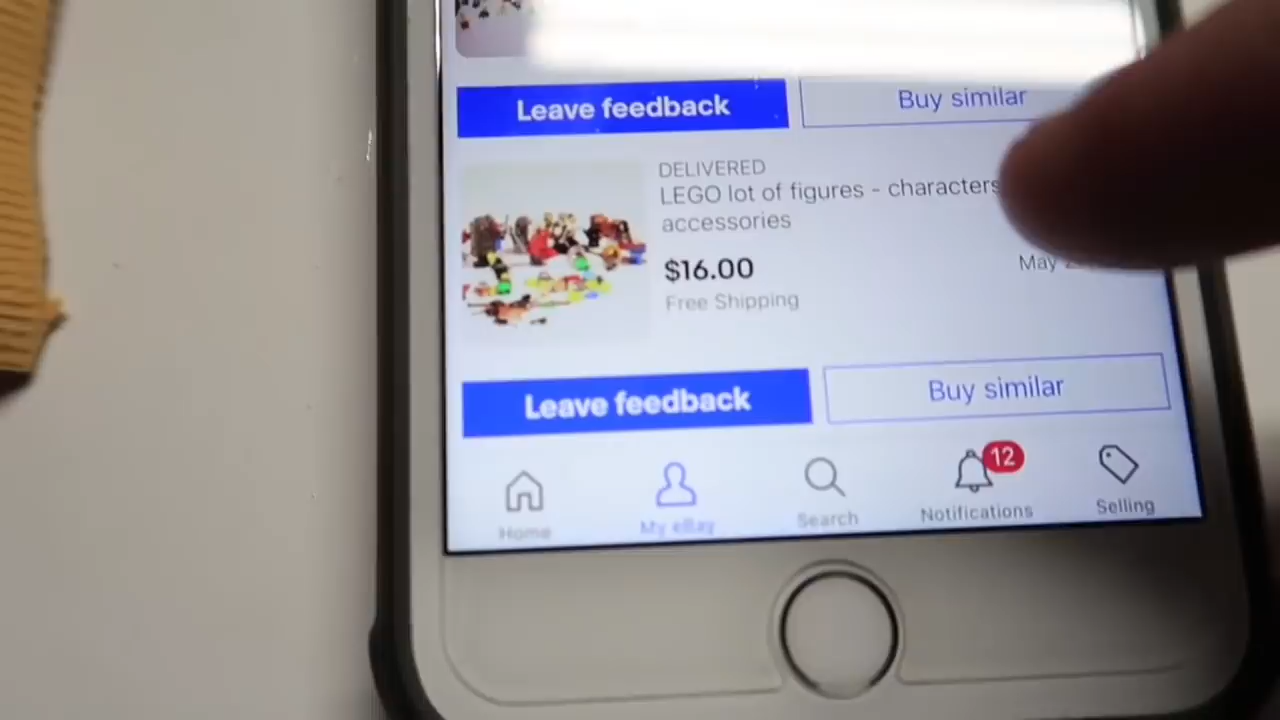 Leave feedback
Buy similar
DELIVERED
LEGO lot of figures - characters
accessories
$16.00
May
Free Shipping
Leave feedback
Buy similar
12
Home
My eBay
Search
Notifications
Selling